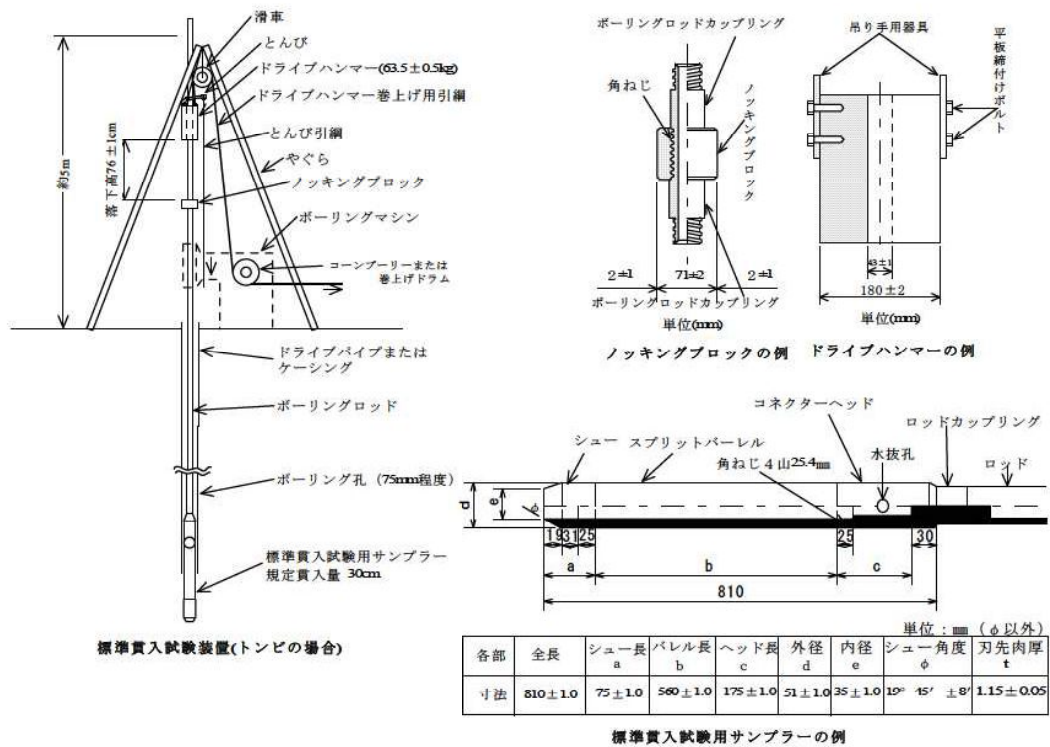 滑車
とんび
ドライブハンマー(63.5±0.5kg)
ドライブハンマー巻上げ用引綱
とんび引綱
やぐら
ノッキングブロック
ボーリングマシン
コーンプーリーまたは
巻上げドラム
約5m
落下高76±1cm
ドライブパイプまたは
ケーシング
ボーリングロッド
ボーリング孔（75mm程度）
標準貫入試験用サンプラー
規定貫入量 30cm
標準貫入試験装置(トンビの場合)
ボーリングロッドカップリング
角ねじ
ノッキングブロック
2±1
71±2
2±1
ボーリングロッドカップリング
単位(mm)
ノッキングブロックの例
吊り手用器具
平板締付けボルト
43±1
180±2
単位(mm)
ドライブハンマーの例
コネクターヘッド
ロッドカップリング
シュー
スプリットバーレル
水抜孔
ロッド
角ねじ4山25.4㎜
d
e
φ
19
31
25
25
30
a
b
c
810
単位：㎜（φ以外）
各部 全長 シュー長 a バレル長 b ヘッド長 c 外径 d 内径 e シュー角度 φ 刃先肉厚 t
寸法 810±1.0 75±1.0 560±1.0 175±1.0 51±1.0 35±1.0 19° 45′ ±8′ 1.15±0.05
標準貫入試験用サンプラーの例